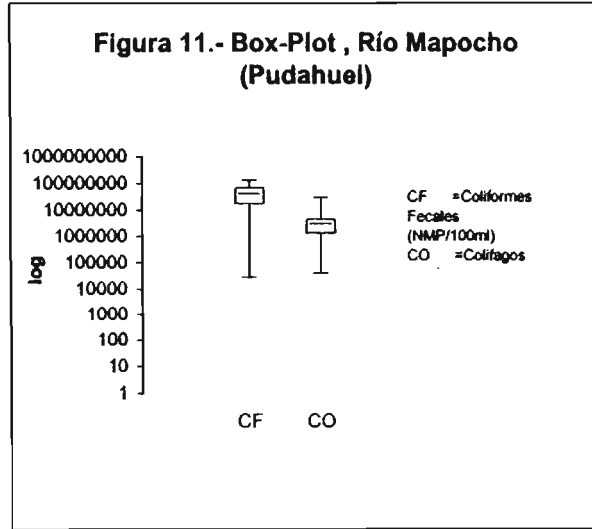 Figura 11.- Box-Plot , Río Mapocho
(Pudahuel)
1000000000
100000000
10000000
1000000
100000
10000
1000
100
10
1
log
CF
CO
CF =Coliformes
Fecales
(NMP/100ml)
CO =Colifagos